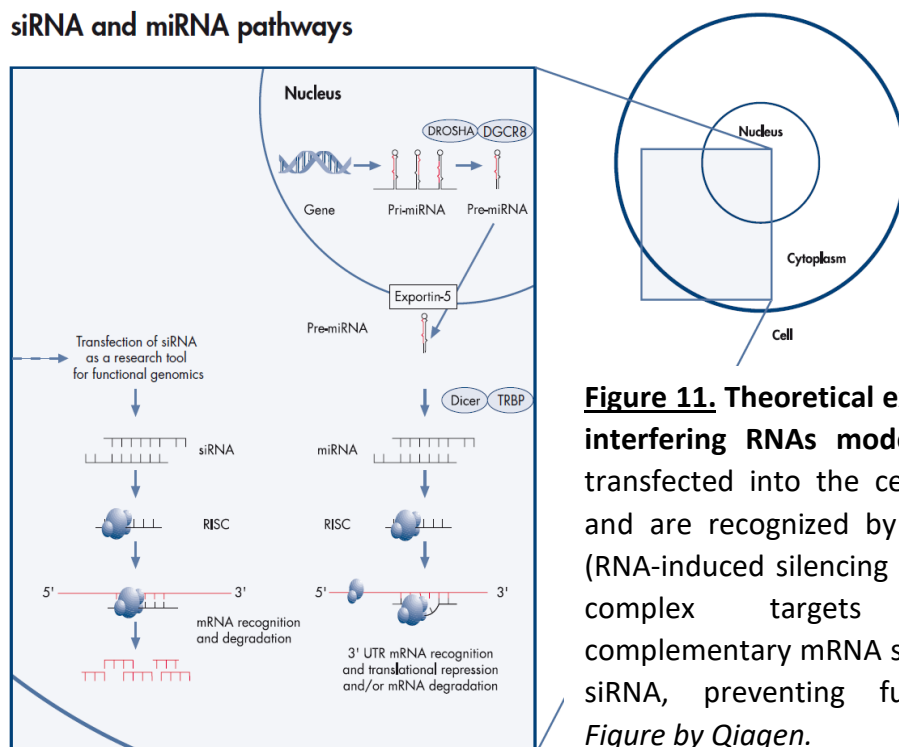 siRNA and miRNA pathways
Nucleus
DROSHA DGCR8
Gene
Pri-miRNA
Pre-miRNA
Exportin-5
Pre-miRNA
Transfection of siRNA
as a research tool
for functional genomics
Dicer TRBP
siRNA
miRNA
RISC
RISC
5' 3'
5' 3'
mRNA recognition
and degradation
3' UTR mRNA recognition
and translational repression
and/or mRNA degradation
Nucleus
Cytoplasm
Cell
Figure 11. Theoretical e
interfering RNAs mode
transfected into the ce
and are recognized by
(RNA-induced silencing
complex targets
complementary mRNA s
siRNA, preventing fu
Figure by Qiagen.